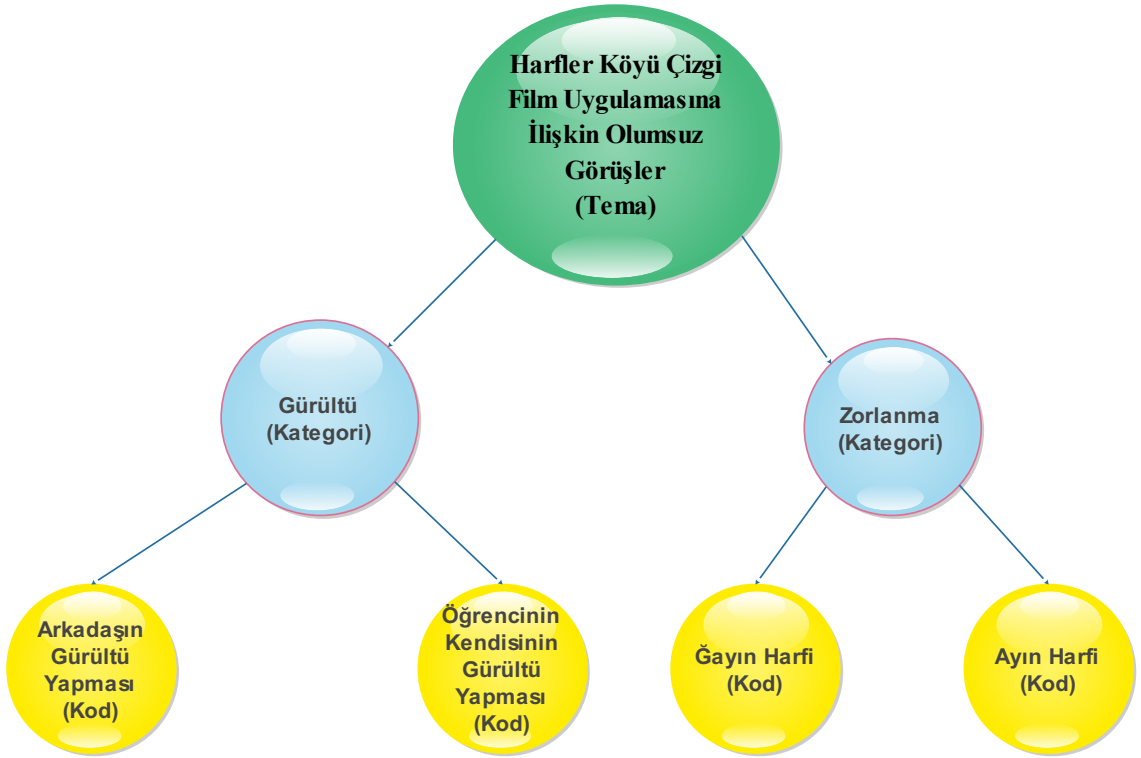 Harfler Köyü Çizgi
Film Uygulamasına
İlişkin Olumsuz
Görüşler
(Tema)
Gürültü
(Kategori)
Zorlanma
(Kategori)
Arkadaşın
Gürültü
Yapması
(Kod)
Öğrencinin
Kendisinin
Gürültü
Yapması
(Kod)
Ğayın Harfi
(Kod)
Ayın Harfi
(Kod)